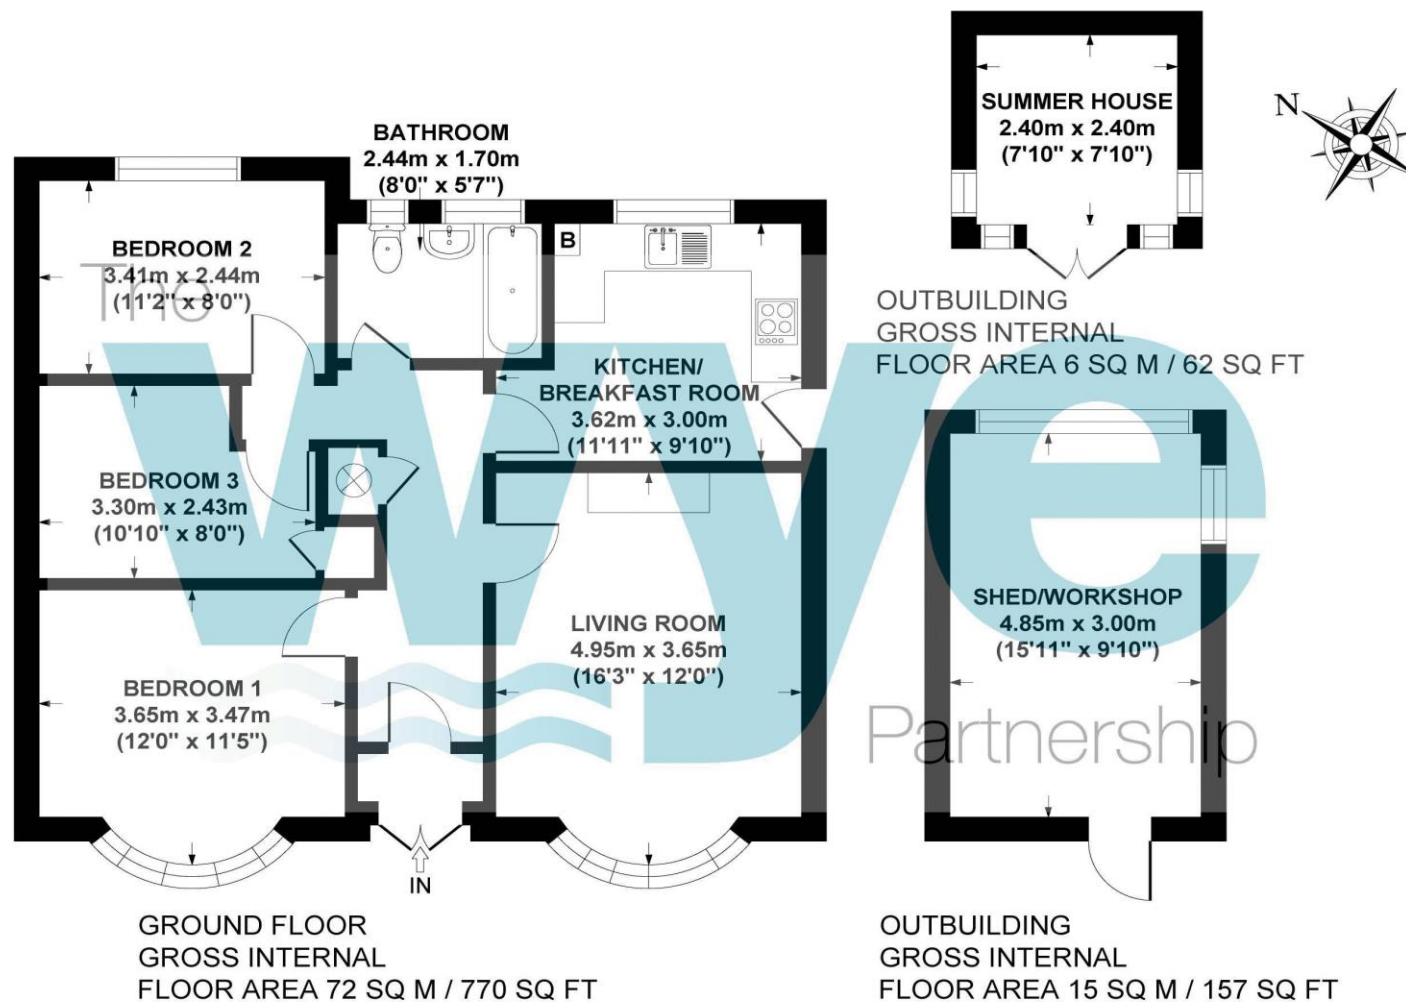 BATHROOM
2.44m x 1.70m
(8'0" x 5'7")
SUMMER HOUSE
2.40m x 2.40m
(7'10" x 7'10")
N
BEDROOM 2
3.41m x 2.44m
(11'2" x 8'0")
The
B
OUTBUILDING
GROSS INTERNAL
FLOOR AREA 6 SQ M / 62 SQ FT
KITCHEN/
BREAKFAST ROOM
3.62m x 3.00m
(11'11" x 9'10")
wye
BEDROOM 3
3.30m x 2.43m
(10'10" x 8'0")
LIVING ROOM
4.95m x 3.65m
(16'3" x 12'0")
SHED/WORKSHOP
4.85m x 3.00m
(15'11" x 9'10")
BEDROOM 1
3.65m x 3.47m
(12'0" x 11'5")
Partnership
IN
GROUND FLOOR
GROSS INTERNAL
FLOOR AREA 72 SQ M / 770 SQ FT
OUTBUILDING
GROSS INTERNAL
FLOOR AREA 15 SQ M / 157 SQ FT